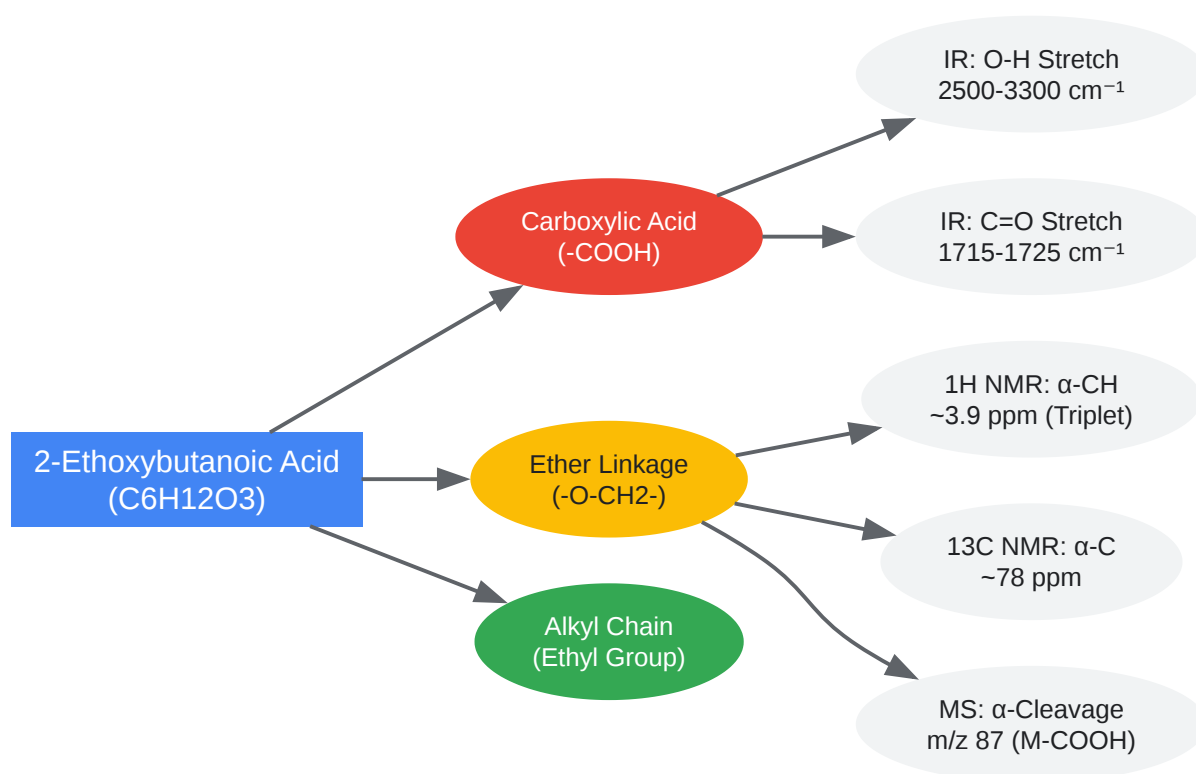 2-Ethoxybutanoic Acid
(C6H12O3)
Carboxylic Acid
(-COOH)
Ether Linkage
(-O-CH2-)
Alkyl Chain
(Ethyl Group)
IR: O-H Stretch
2500-3300 cm⁻¹
IR: C=O Stretch
1715-1725 cm⁻¹
1H NMR: α-CH
~3.9 ppm (Triplet)
13C NMR: α-C
~78 ppm
MS: α-Cleavage
m/z 87 (M-COOH)